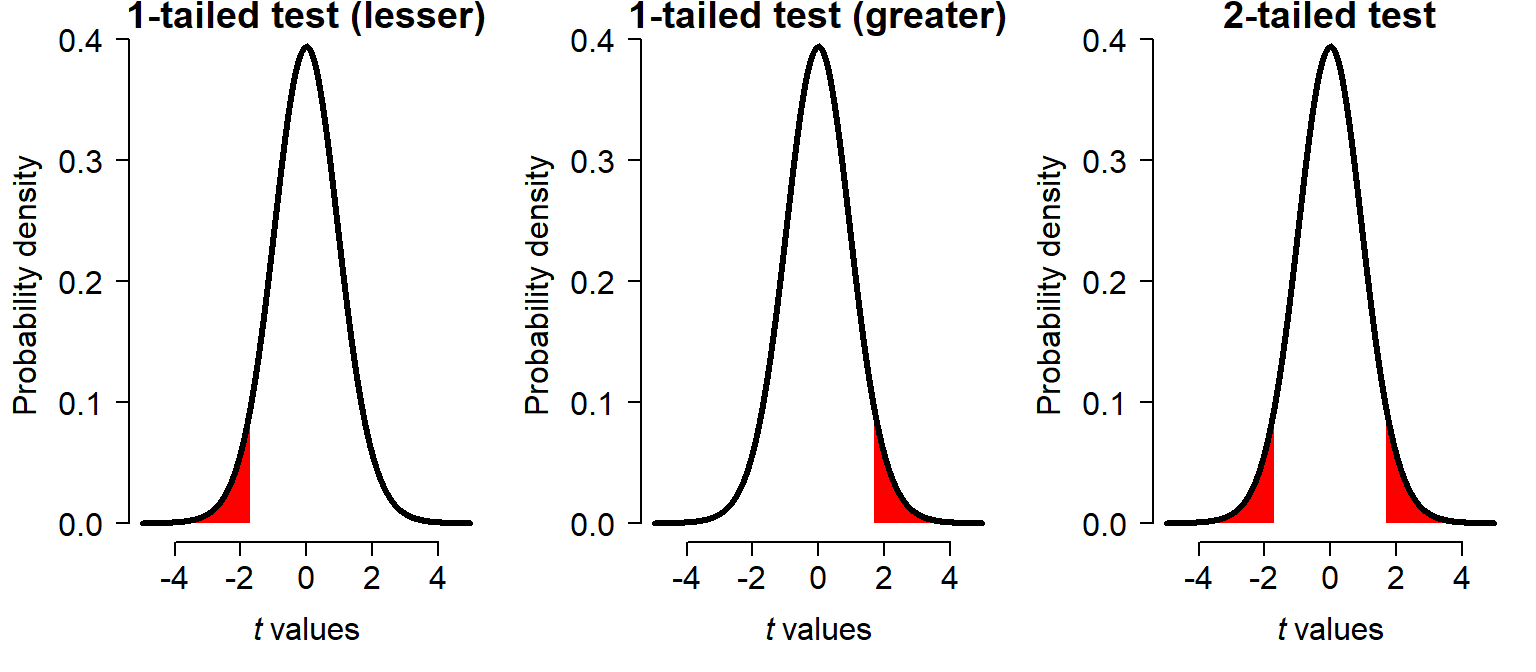 1-tailed test (lesser)
Probability density
0.4
0.3
0.2
0.1
0.0
-4 -2 0 2 4
t values
1-tailed test (greater)
Probability density
0.4
0.3
0.2
0.1
0.0
-4 -2 0 2 4
t values
2-tailed test
Probability density
0.4
0.3
0.2
0.1
0.0
-4 -2 0 2 4
t values